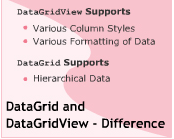 DataGridView Supports
Various Column Styles
Various Formatting of Data
DataGrid Supports
Hierarchical Data
DataGrid and
DataGridView - Difference